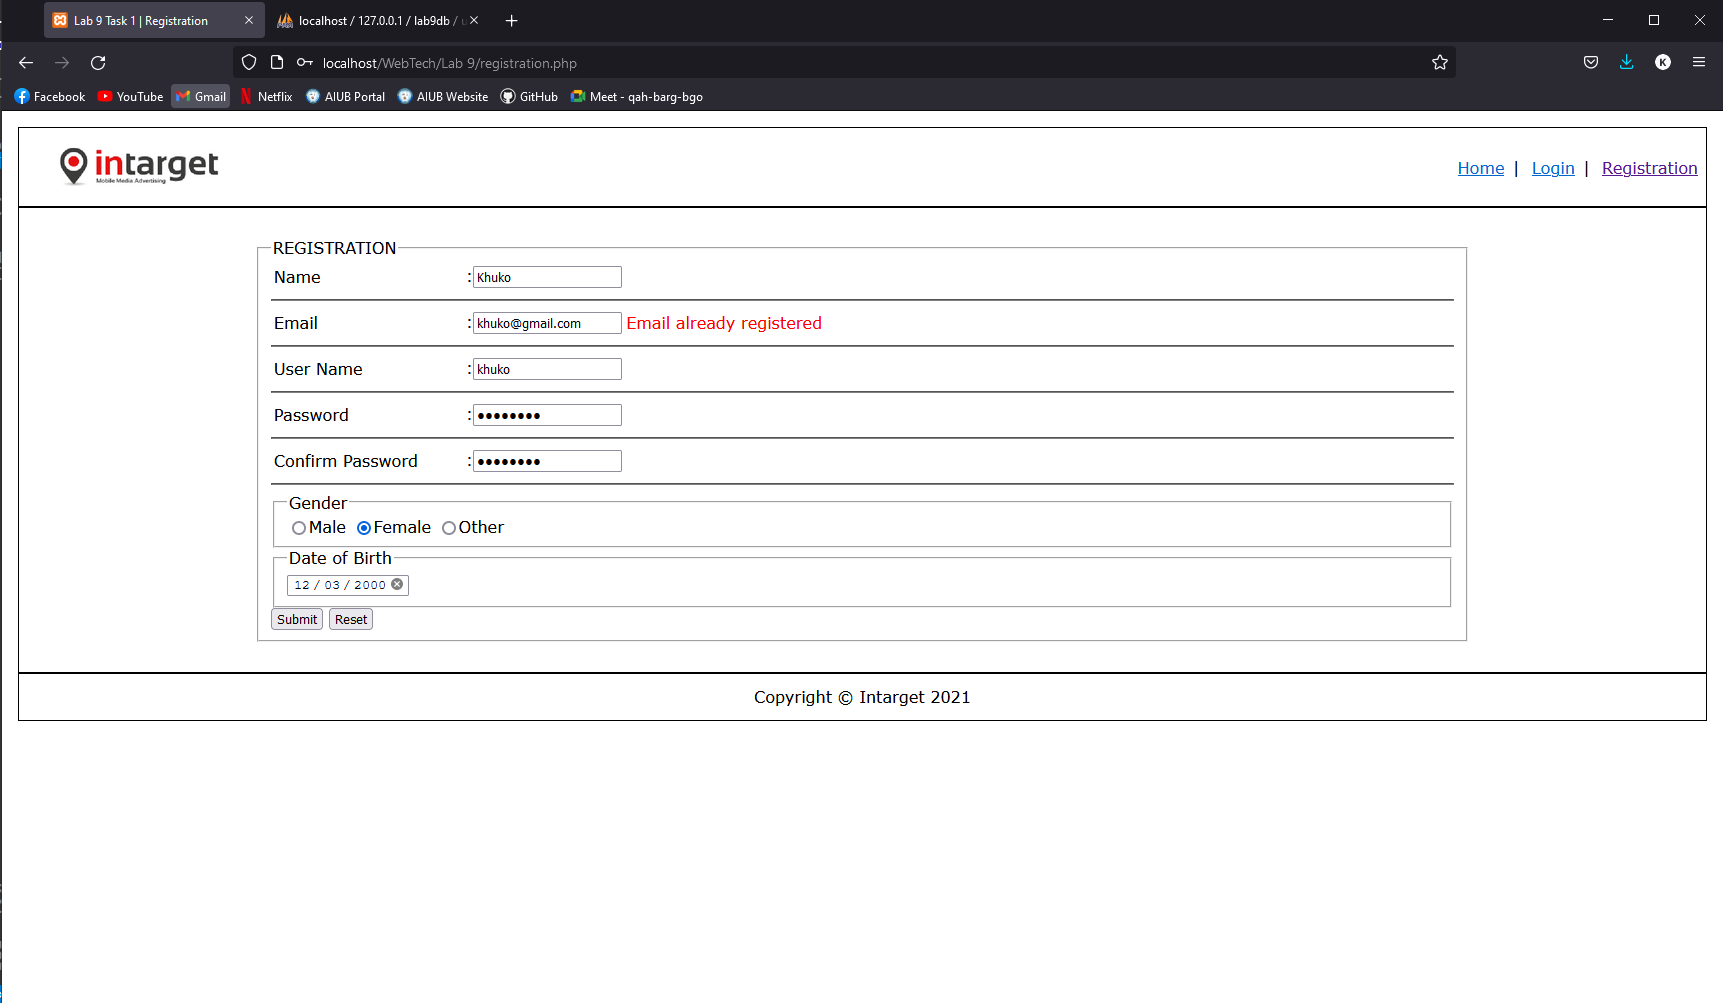 Lab 9 Task 1 | Registration
localhost / 127.0.0.1 / lab9db /
localhost/WebTech/Lab 9/registration.php
K
Facebook YouTube Gmail Netflix AIUB Portal AIUB Website GitHub Meet - qah-barg-bgo
intarget
Mobile Media Advertising
Home | Login | Registration
REGISTRATION
Name :Khuko
Email :khuko@gmail.com Email already registered
User Name :khuko
Password :●●●●●●●●
Confirm Password :●●●●●●●●
Gender
Male Female Other
Date of Birth
12 / 03 / 2000
Submit Reset
Copyright © Intarget 2021